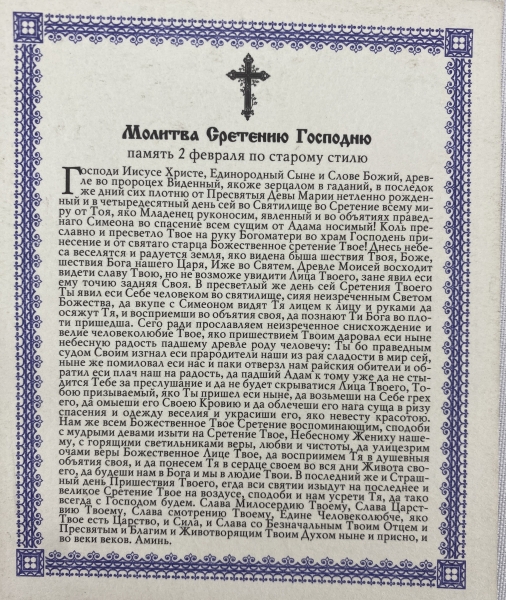 Молитва Сретению Господню
память 2 февраля по старому стилю
Господи Иисусе Христе, Единородный Сыне и Слове Божий, древ-
ле во пророцех Виденный, якоже зерцалом в гаданий, в последок
же дний сих плотню от Пресвятыя Девы Марии нетленно рожден-
ный и в четыредесятный день сей во Святилище во Сретение всему ми-
ру от Тоя, яко Младенец руконосим, явленный и во объятиях правед-
наго Симеона во спасение всем сущим от Адама носимый! Коль пре-
славно и пресветло Твое на руку Богоматери во храм Господень при-
несение и от святаго старца Божественное сретение Твое! Днесь небе-
са веселятся и радуется земля, яко видена быша шествия Твоя, Боже,
шествия Бога нашего Царя, Иже во Святем, Древле Моисей восходит
видети славу Твою, но не возможе увидити Лица Твоего, зане явил еси
ему точию задняя Своя. В пресветлый же день сей Сретения Твоего
Ты явил еси Себе человеком во святилище, сияя неизреченным Светом
Божества, да вкупе с Симеоном видят Тя лицем к лицу и руками да
осяжут Тя, и восприемши во объятия своя, да познают Ти Бога во пло-
ти пришедша. Сего ради прославляем неизреченное снисхождение и
велие человеколюбие Твое, яко пришествием Твоим даровал еси ныне
небесную радость падшему древле роду человечу: Ты бо праведным
судом Своим изгнал еси прародители наши из рая сладости в мир сей,
ныне же помиловал еси нас и паки отверзл нам райския обители и об-
ратил еси плач наш на радость, да падший Адам к тому уже да не сты-
дится Тебе за преслушание и да не будет скрыватися Лица Твоего, То-
бою призываемый, яко Ты пришел еси ныне, да возьмеши на Себе грех
его, да омыеши его Своею Кровию и да облечеши его нага суща в ризу
спасения и одежду веселия и украсиши его, яко невесту красотою.
Нам же всем Божественное Твое Сретение воспоминающим, сподоби
с мудрыми девами изыти на Сретение Твое, Небесному Жениху наше-
му, с горящими светильниками веры, любви и чистоты, да улицезрим
очами веры Божественное Лице Твое, да восприимем Тя в душевныя
объятия своя, и да понесем Тя в сердце своем во вся дни Живота сво-
его, да будеши нам в Бога и мы в людие Твои. В последний же и Страш-
ный день Пришествия Твоего, егда вси святии изыдут на последнее и
великое Сретение Твое на воздусе, сподоби и нам усрети Тя, да тако
всегда с Господом будем. Слава Милосердию Твоему, Слава Царст-
вию Твоему, Слава смотрению Твоему, Едине Человеколюбче, яко
Твое есть Царство, и Сила, и Слава со Безначальным Твоим Отцем и
Пресвятым и Благим и Животворящим Твоим Духом ныне и присно, и
во веки веков. Аминь.